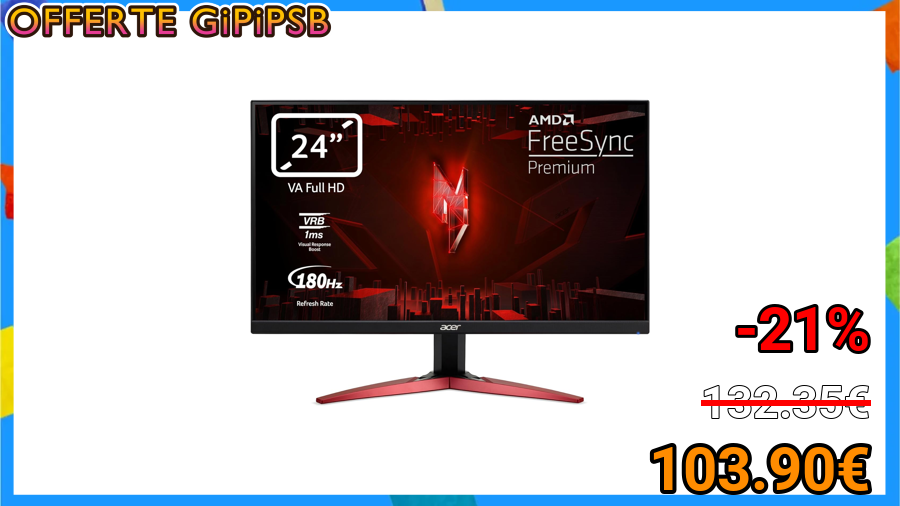 OFFERTE GiPiPSB
24”
VA Full HD
VRB
1ms
Visual Response
Boost
180Hz
Refresh Rate
AMD
FreeSync
Premium
acer
-21%
132.35€
103.90€